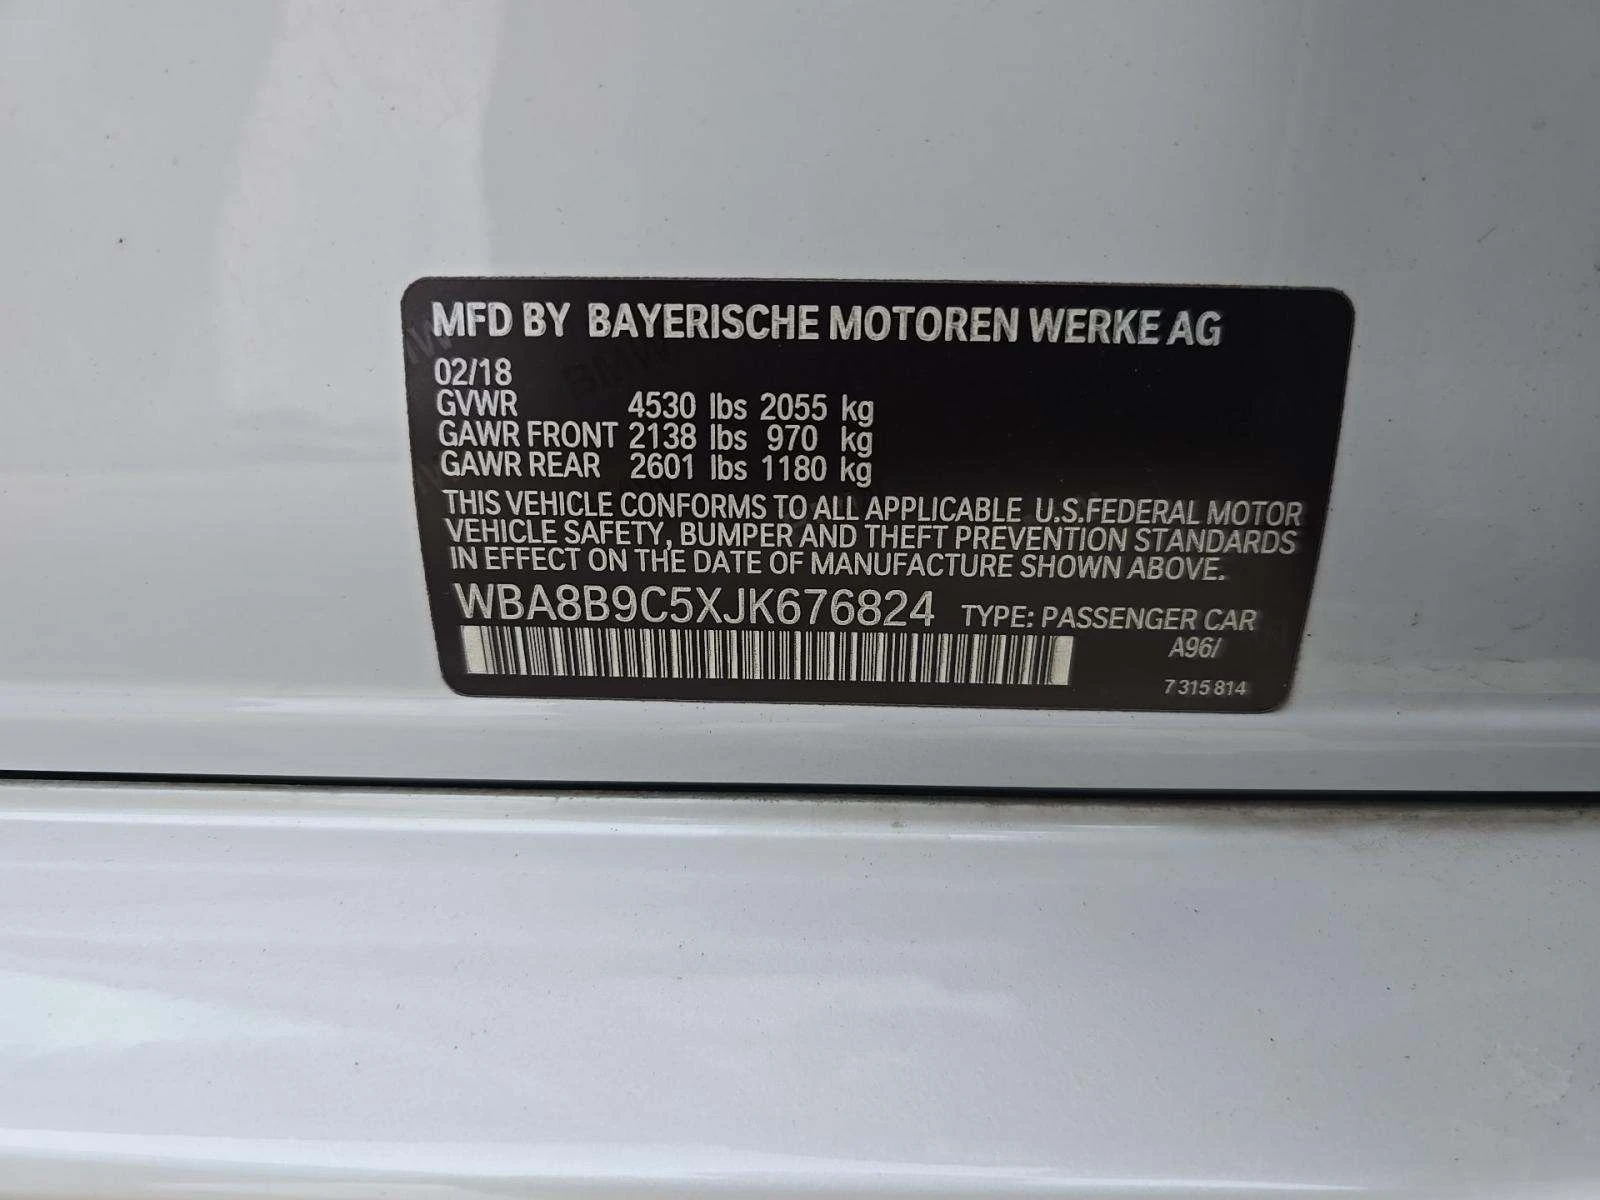 MFD BY BAYERISCHE MOTOREN WERKE AG
02/18
GVWR 4530 lbs 2055 kg
GAWR FRONT 2138 lbs 970 kg
GAWR REAR 2601 lbs 1180 kg
THIS VEHICLE CONFORMS TO ALL APPLICABLE U.S.FEDERAL MOTOR
VEHICLE SAFETY, BUMPER AND THEFT PREVENTION STANDARDS
IN EFFECT ON THE DATE OF MANUFACTURE SHOWN ABOVE.
WBA8B9C5XJK676824 TYPE: PASSENGER CAR
A96/
7 315 814